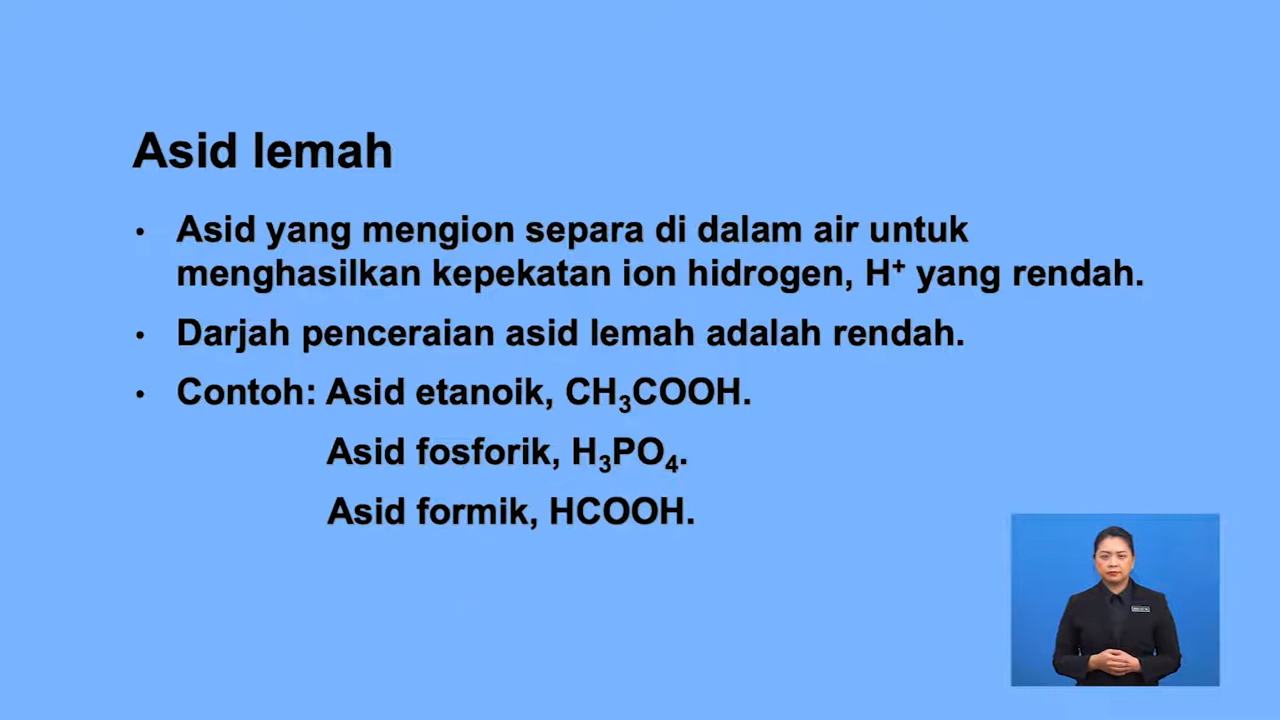 Asid lemah
• Asid yang mengion separa di dalam air untuk
menghasilkan kepekatan ion hidrogen, H⁺ yang rendah.
• Darjah penceraian asid lemah adalah rendah.
• Contoh: Asid etanoik, CH₃COOH.
Asid fosforik, H₃PO₄.
Asid formik, HCOOH.